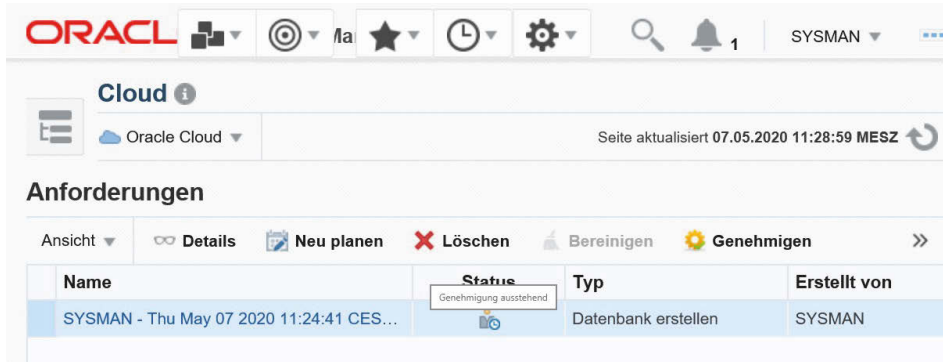 ORACL Ma 1 SYSMAN
Cloud
Oracle Cloud Seite aktualisiert 07.05.2020 11:28:59 MESZ
Anforderungen
Ansicht Details Neu planen Löschen Bereinigen Genehmigen »
Name Status Typ Erstellt von
Genehmigung ausstehend
SYSMAN - Thu May 07 2020 11:24:41 CES... Datenbank erstellen SYSMAN